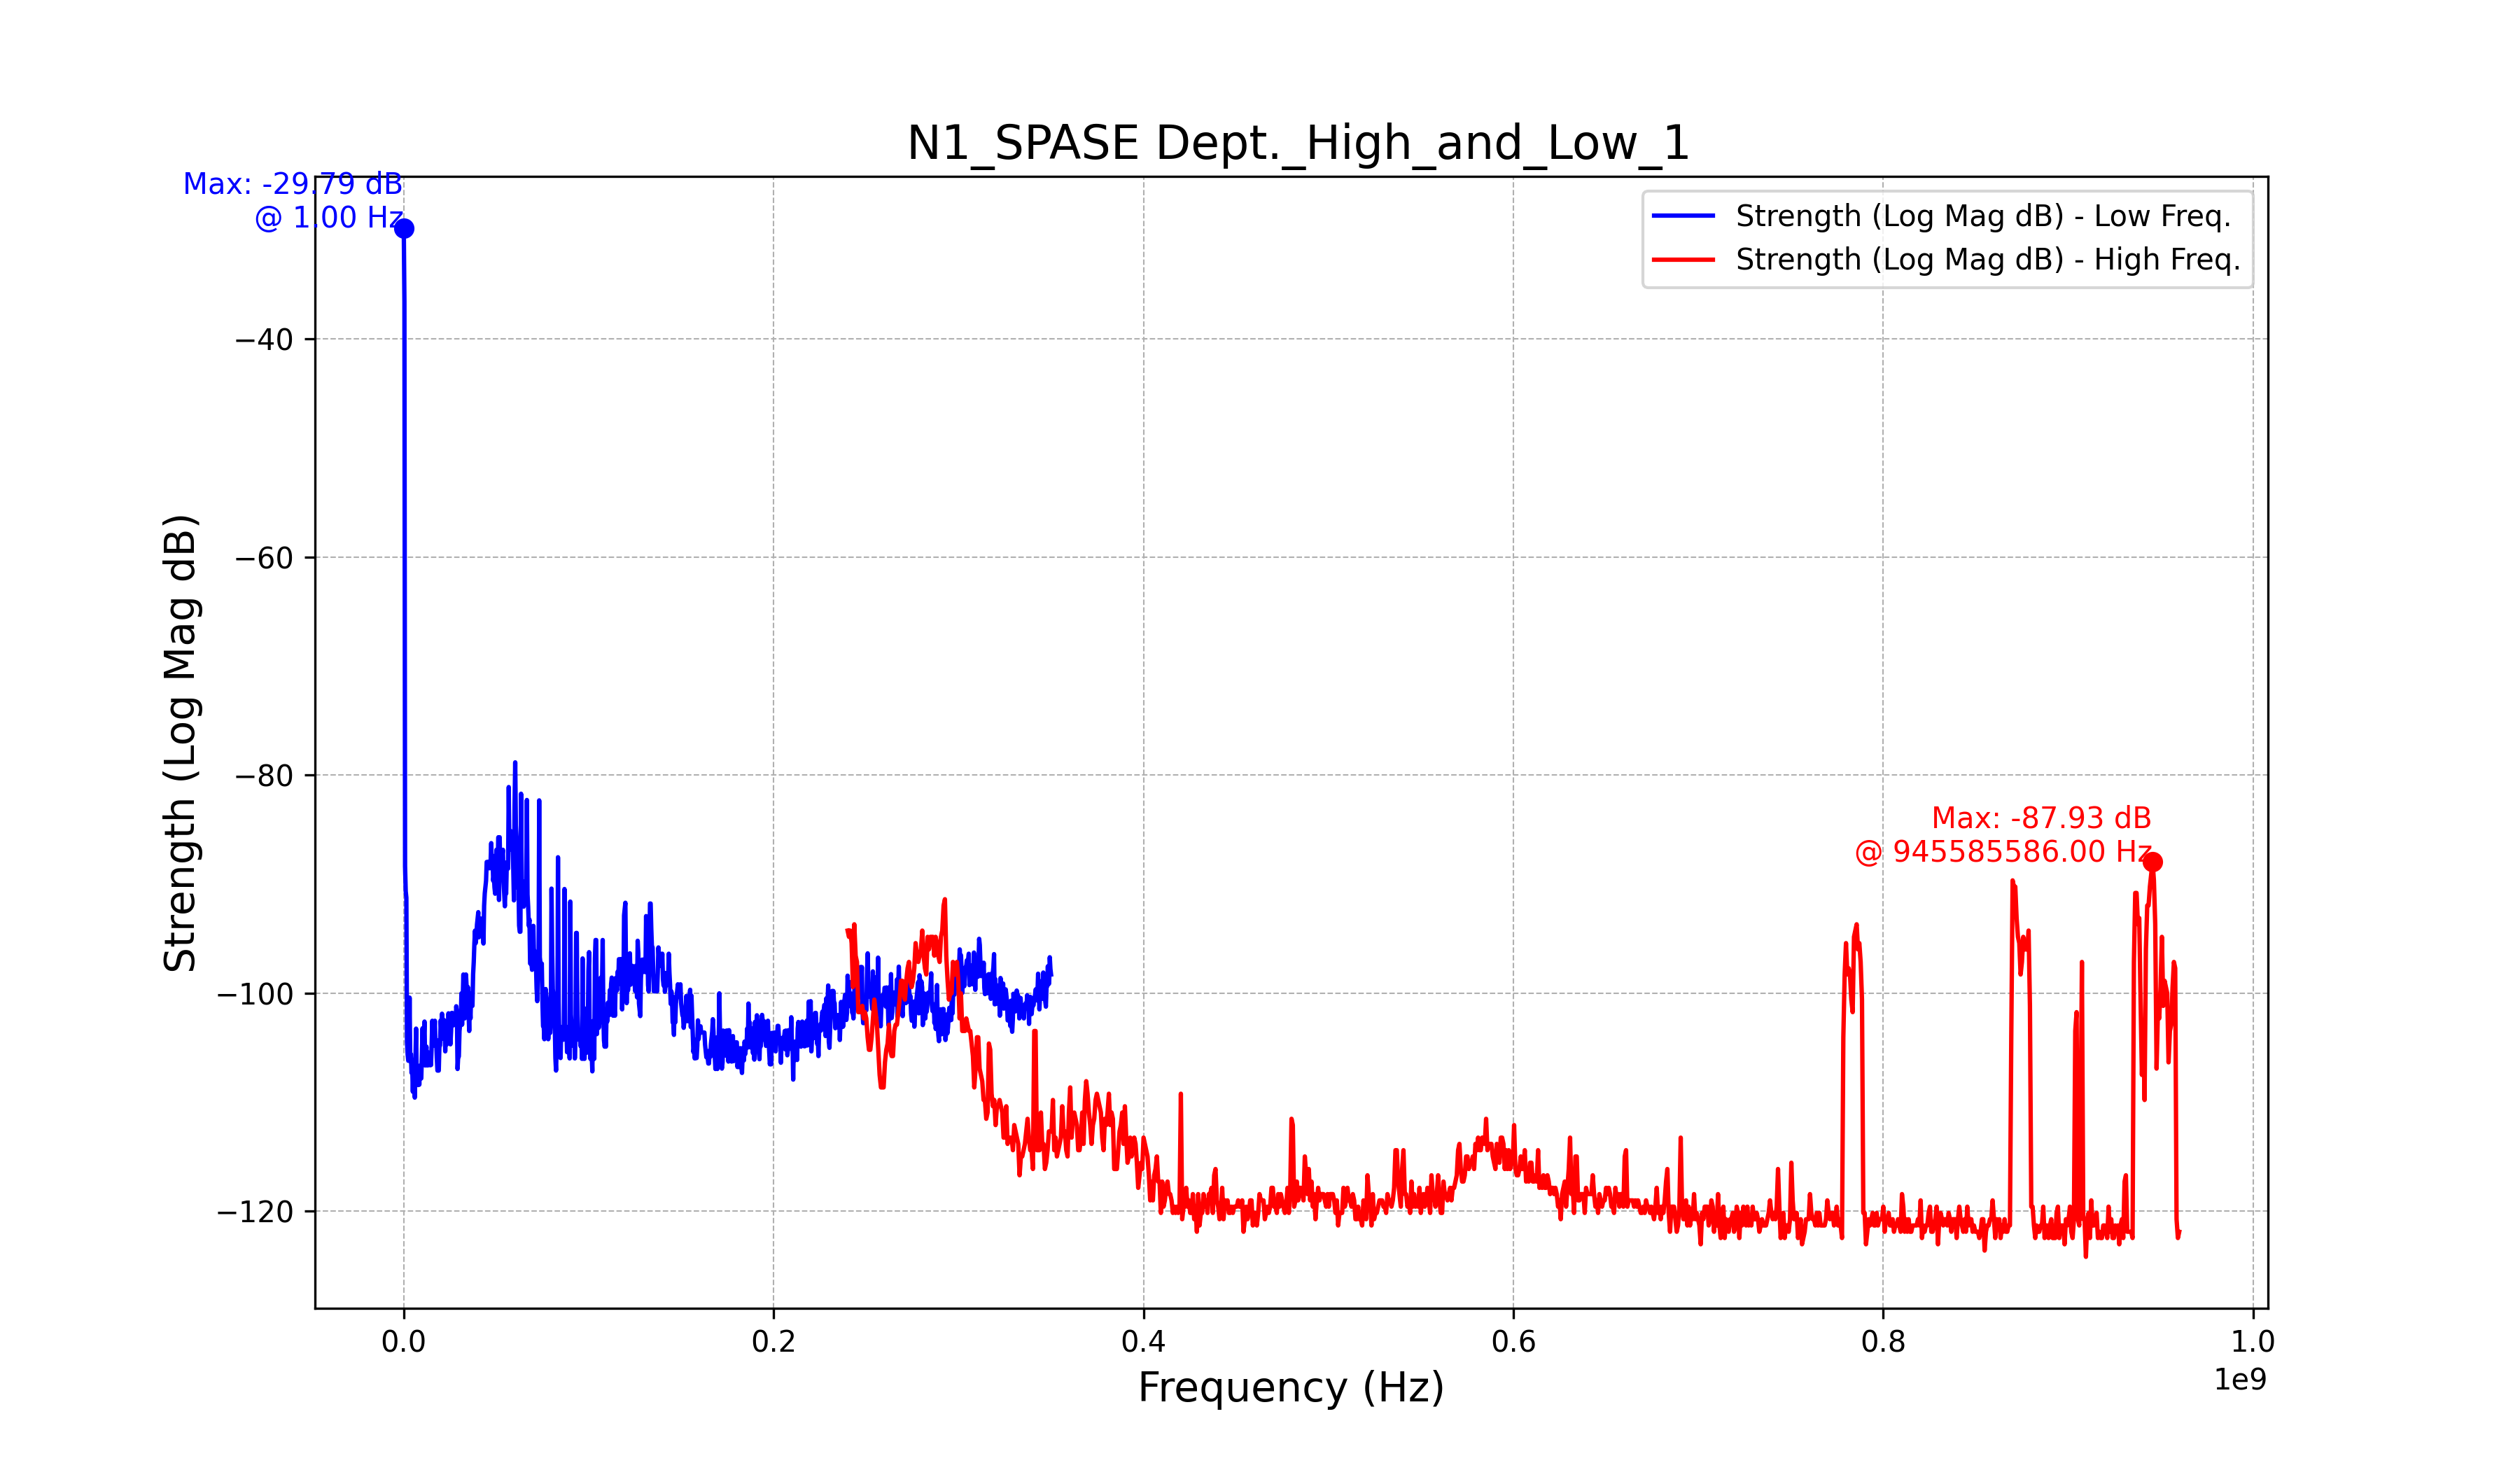 N1_SPASE Dept._High_and_Low_1
Max: -29.79 dB
@ 1.00 Hz
Strength (Log Mag dB) - Low Freq.
Strength (Log Mag dB) - High Freq.
−40
−60
−80
−100
−120
Strength (Log Mag dB)
Max: -87.93 dB
@ 945585586.00 Hz
0.0 0.2 0.4 0.6 0.8 1.0
1e9
Frequency (Hz)